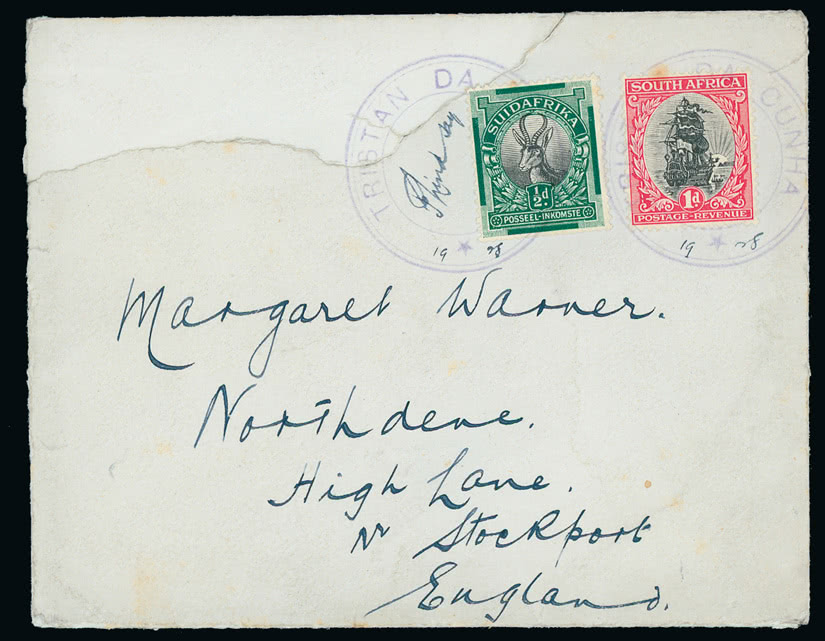 TRISTAN DA
DA CUNHA
SUIDAFRIKA
½d
POSSEEL-INKOMSTE
SOUTH AFRICA
1d
POSTAGE-REVENUE
19 28
19 28
Margaret Warner.
Northdene.
High Lane.
Nr Stockport
England.